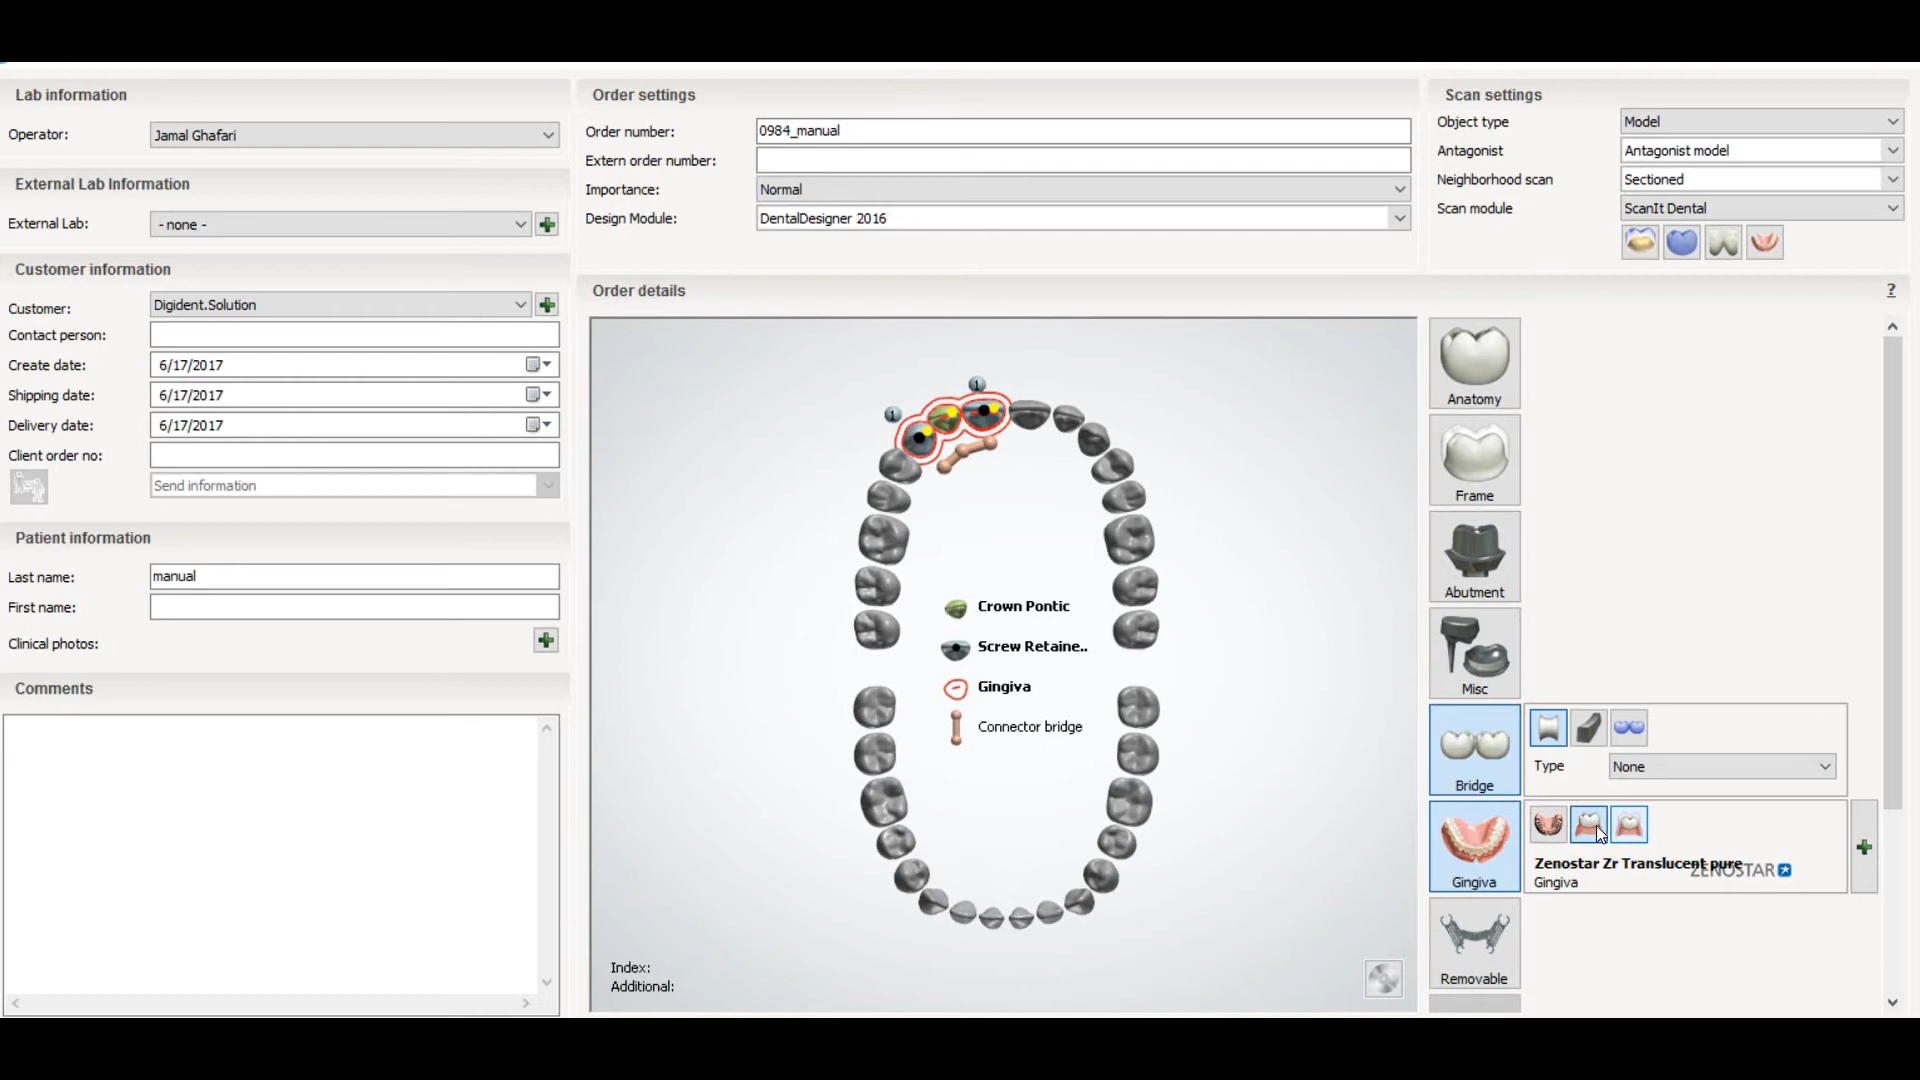 Lab information
Operator:
Jamal Ghafari
External Lab Information
External Lab:
- none -
Customer information
Customer:
Digident.Solution
Contact person:
Create date:
6/17/2017
Shipping date:
6/17/2017
Delivery date:
6/17/2017
Client order no:
Send information
Patient information
Last name:
manual
First name:
Clinical photos:
Comments
Order settings
Order number:
0984_manual
Extern order number:
Importance:
Normal
Design Module:
DentalDesigner 2016
Scan settings
Object type
Model
Antagonist
Antagonist model
Neighborhood scan
Sectioned
Scan module
ScanIt Dental
Order details
?
1
1
Crown Pontic
Screw Retaine..
Gingiva
Connector bridge
Index:
Additional:
Anatomy
Frame
Abutment
Misc
Bridge
Type
None
Gingiva
Zenostar Zr Translucent pure
ZENOSTAR
Gingiva
Removable